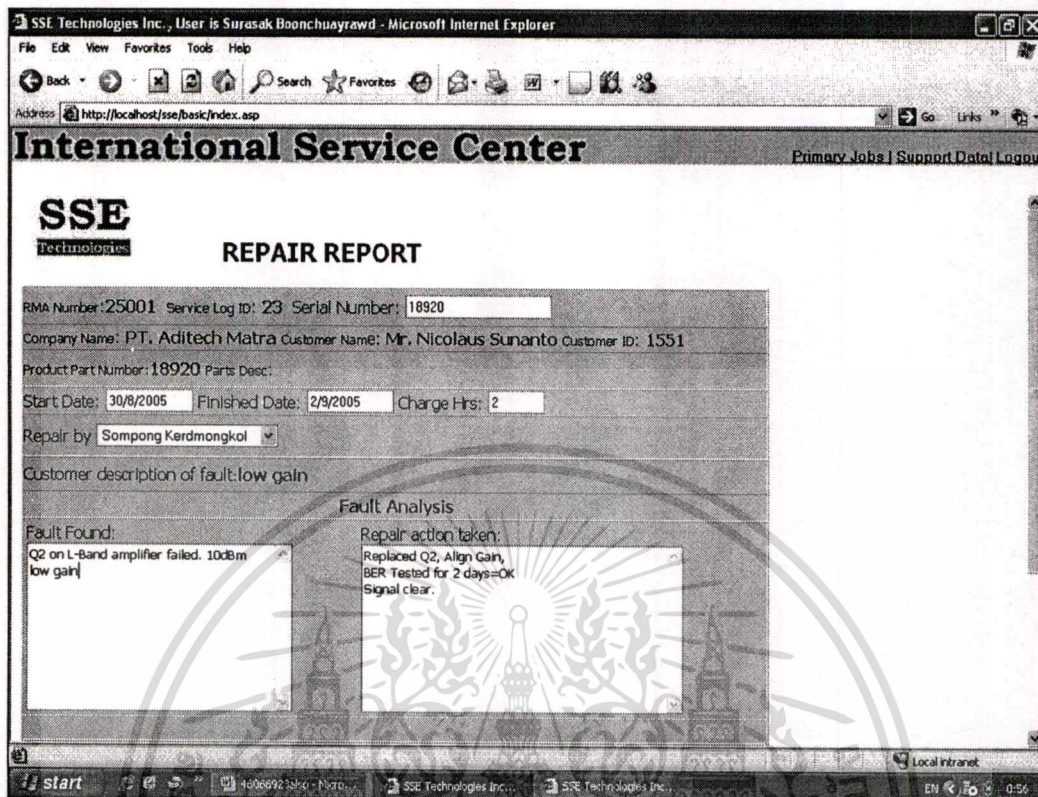 SSE Technologies Inc., User is Surasak Boonchuayrawd - Microsoft Internet Explorer
File Edit View Favorites Tools Help
Back Search Favorites
Address http://localhost/sse/basic/index.asp Go Links »
International Service Center
Primary Jobs | Support Data| Logou
SSE
Technologies
REPAIR REPORT
RMA Number:25001 Service Log ID: 23 Serial Number: 18920
Company Name: PT. Aditech Matra Customer Name: Mr. Nicolaus Sunanto Customer ID: 1551
Product Part Number:18920 Parts Desc:
Start Date: 30/8/2005 Finished Date: 2/9/2005 Charge Hrs: 2
Repair by Sompong Kerdmongkol
Customer description of fault:low gain
Fault Analysis
Fault Found: Repair action taken:
Q2 on L-Band amplifier failed. 10dBm
low gain
Replaced Q2, Align Gain,
BER Tested for 2 days=OK
Signal clear.
Local intranet
start SSE Technologies Inc... SSE Technologies Inc... EN 0:56